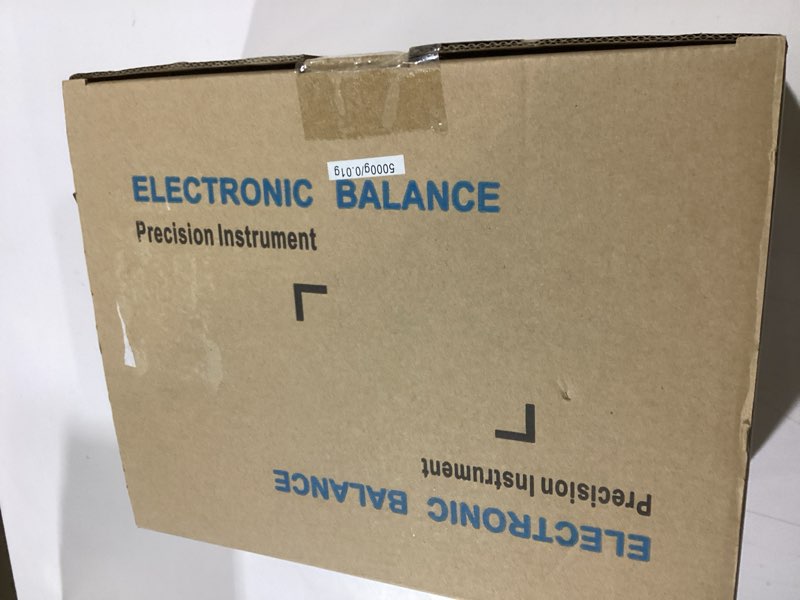 5000g/0.01g
ELECTRONIC BALANCE
Precision Instrument
Precision Instrument
ELECTRONIC BALANCE